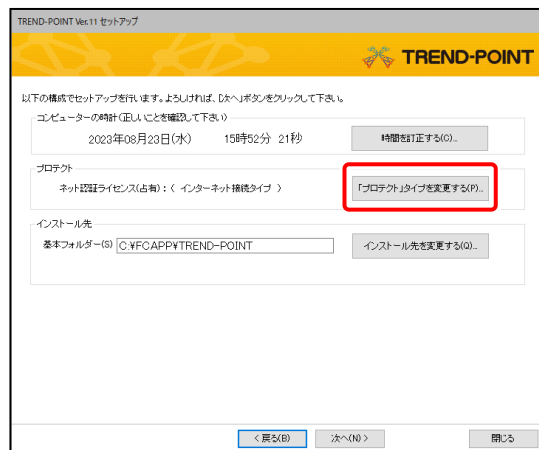 TREND-POINT Ver.11 セットアップ
TREND-POINT
以下の構成でセットアップを行います。よろしければ、[次へ]ボタンをクリックして下さい。
コンピューターの時計(正しいことを確認して下さい)
2023年08月23日(水) 15時52分 21秒
時間を訂正する(C)...
プロテクト
ネット認証ライセンス(占有) : ( インターネット接続タイプ )
「プロテクト」タイプを変更する(P)...
インストール先
基本フォルダー(S) C:¥FCAPP¥TREND-POINT
インストール先を変更する(Q)...
< 戻る(B) 次へ(N) > 閉じる